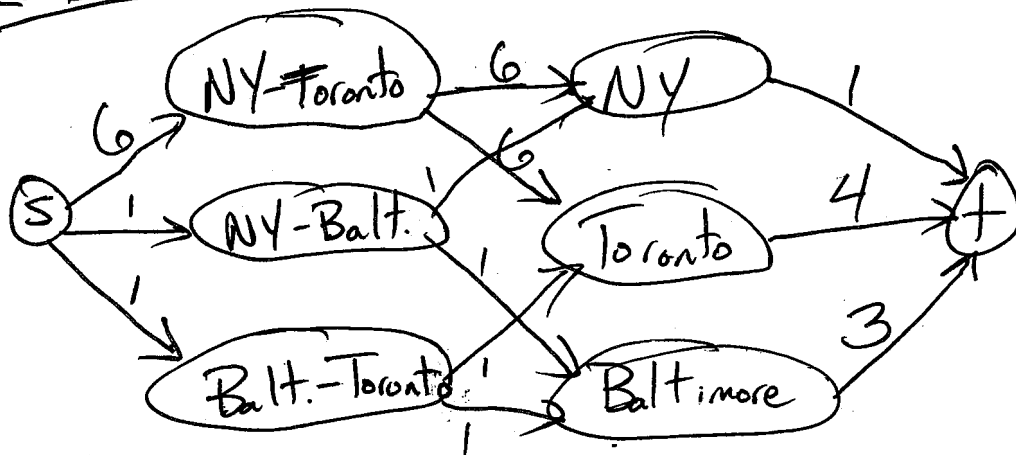 NY-Toronto 6 NY 1
6 6
S 1 NY-Balt. 1 Toronto 4 t
1 1
Balt.-Toronto 1 Baltimore 3
1